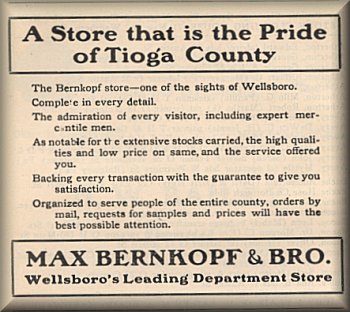 A Store that is the Pride
of Tioga County
The Bernkopf store—one of the sights of Wellsboro.
Complete in every detail.
The admiration of every visitor, including expert mer-
cantile men.
As notable for the extensive stocks carried, the high quali-
ties and low price on same, and the service offered
you.
Backing every transaction with the guarantee to give you
satisfaction.
Organized to serve people of the entire county, orders by
mail, requests for samples and prices will have the
best possible attention.
MAX BERNKOPF & BRO.
Wellsboro's Leading Department Store